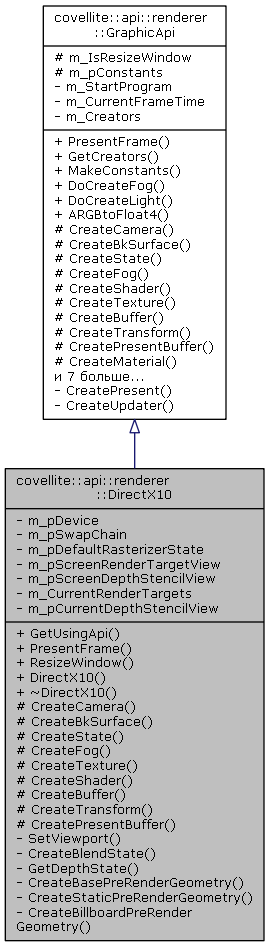 covellite::api::renderer
::GraphicApi
# m_IsResizeWindow
# m_pConstants
- m_StartProgram
- m_CurrentFrameTime
- m_Creators
+ PresentFrame()
+ GetCreators()
+ MakeConstants()
+ DoCreateFog()
+ DoCreateLight()
+ ARGBtoFloat4()
# CreateCamera()
# CreateBkSurface()
# CreateState()
# CreateFog()
# CreateShader()
# CreateTexture()
# CreateBuffer()
# CreateTransform()
# CreatePresentBuffer()
# CreateMaterial()
и 7 больше...
- CreatePresent()
- CreateUpdater()
covellite::api::renderer
::DirectX10
- m_pDevice
- m_pSwapChain
- m_pDefaultRasterizerState
- m_pScreenRenderTargetView
- m_pScreenDepthStencilView
- m_CurrentRenderTargets
- m_pCurrentDepthStencilView
+ GetUsingApi()
+ PresentFrame()
+ ResizeWindow()
+ DirectX10()
+ ~DirectX10()
# CreateCamera()
# CreateBkSurface()
# CreateState()
# CreateFog()
# CreateTexture()
# CreateShader()
# CreateBuffer()
# CreateTransform()
# CreatePresentBuffer()
- SetViewport()
- CreateBlendState()
- GetDepthState()
- CreateBasePreRenderGeometry()
- CreateStaticPreRenderGeometry()
- CreateBillboardPreRender
Geometry()